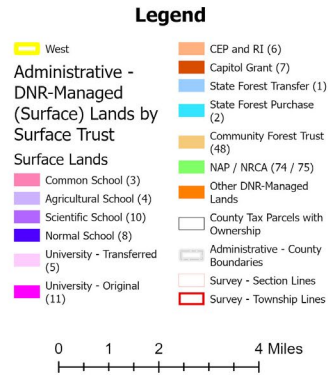 Legend
West
Administrative -
DNR-Managed
(Surface) Lands by
Surface Trust
Surface Lands
Common School (3)
Agricultural School (4)
Scientific School (10)
Normal School (8)
University - Transferred
(5)
University - Original
(11)
CEP and RI (6)
Capitol Grant (7)
State Forest Transfer (1)
State Forest Purchase
(2)
Community Forest Trust
(48)
NAP / NRCA (74 / 75)
Other DNR-Managed
Lands
County Tax Parcels with
Ownership
Administrative - County
Boundaries
Survey - Section Lines
Survey - Township Lines
0 1 2 4 Miles